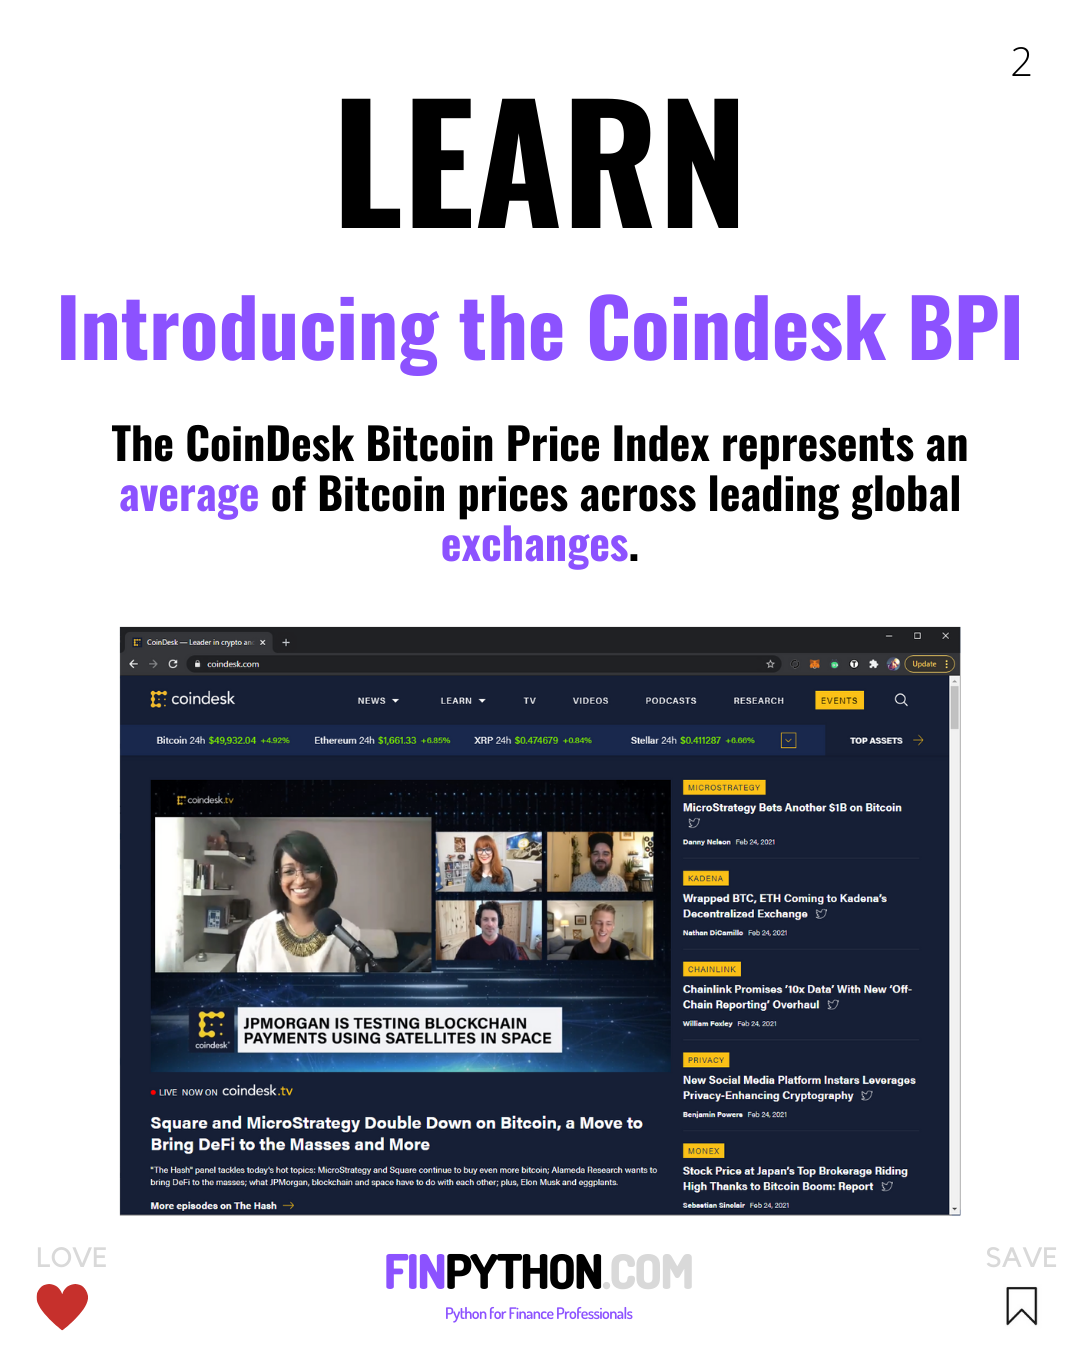 2
LEARN
Introducing the Coindesk BPI
The CoinDesk Bitcoin Price Index represents an
average of Bitcoin prices across leading global
exchanges.
CoinDesk — Leader in crypto an
coindesk.com
Update
coindesk
NEWS LEARN TV VIDEOS PODCASTS RESEARCH EVENTS
Bitcoin 24h $49,932.04 +4.92% Ethereum 24h $1,661.33 +6.85% XRP 24h $0.474679 +0.84% Stellar 24h $0.411287 +6.66% TOP ASSETS
coindesk.tv
coindesk
JPMORGAN IS TESTING BLOCKCHAIN
PAYMENTS USING SATELLITES IN SPACE
LIVE NOW ON coindesk.tv
Square and MicroStrategy Double Down on Bitcoin, a Move to
Bring DeFi to the Masses and More
"The Hash" panel tackles today's hot topics: MicroStrategy and Square continue to buy even more bitcoin; Alameda Research wants to
bring DeFi to the masses; what JPMorgan, blockchain and space have to do with each other; plus, Elon Musk and eggplants.
More episodes on The Hash
MICROSTRATEGY
MicroStrategy Bets Another $1B on Bitcoin
Danny Nelson Feb 24, 2021
KADENA
Wrapped BTC, ETH Coming to Kadena's
Decentralized Exchange
Nathan DiCamillo Feb 24, 2021
CHAINLINK
Chainlink Promises '10x Data' With New 'Off-
Chain Reporting' Overhaul
William Foxley Feb 24, 2021
PRIVACY
New Social Media Platform Instars Leverages
Privacy-Enhancing Cryptography
Benjamin Powers Feb 24, 2021
MONEX
Stock Price at Japan's Top Brokerage Riding
High Thanks to Bitcoin Boom: Report
Sebastian Sinclair Feb 24, 2021
LOVE
FINPYTHON.COM
Python for Finance Professionals
SAVE